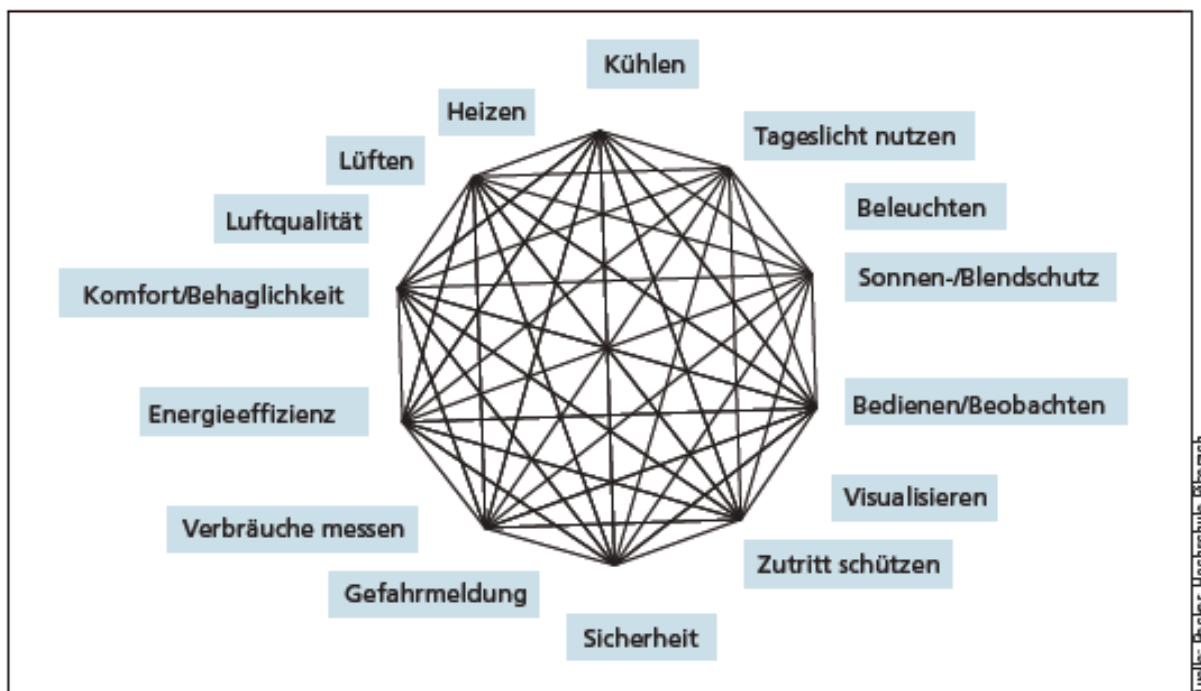 Kühlen
Heizen
Tageslicht nutzen
Lüften
Beleuchten
Luftqualität
Sonnen-/Blendschutz
Komfort/Behaglichkeit
Bedienen/Beobachten
Energieeffizienz
Visualisieren
Verbräuche messen
Zutritt schützen
Gefahrmeldung
Sicherheit